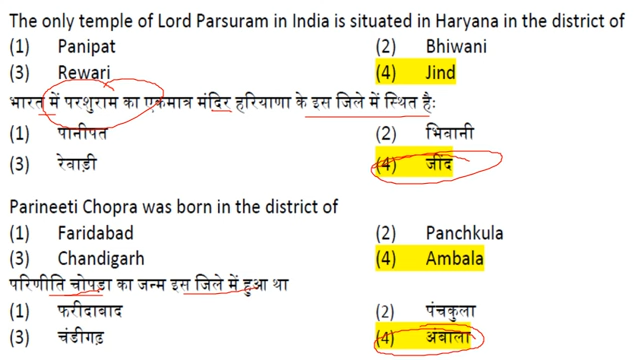 The only temple of Lord Parsuram in India is situated in Haryana in the district of
(1) Panipat (2) Bhiwani
(3) Rewari (4) Jind
भारत में परशुराम का एकमात्र मंदिर हरियाणा के इस जिले में स्थित है:
(1) पानीपत (2) भिवानी
(3) रेवाड़ी (4) जींद
Parineeti Chopra was born in the district of
(1) Faridabad (2) Panchkula
(3) Chandigarh (4) Ambala
परिणीति चोपड़ा का जन्म इस जिले में हुआ था
(1) फरीदाबाद (2) पंचकुला
(3) चंडीगढ़ (4) अंबाला